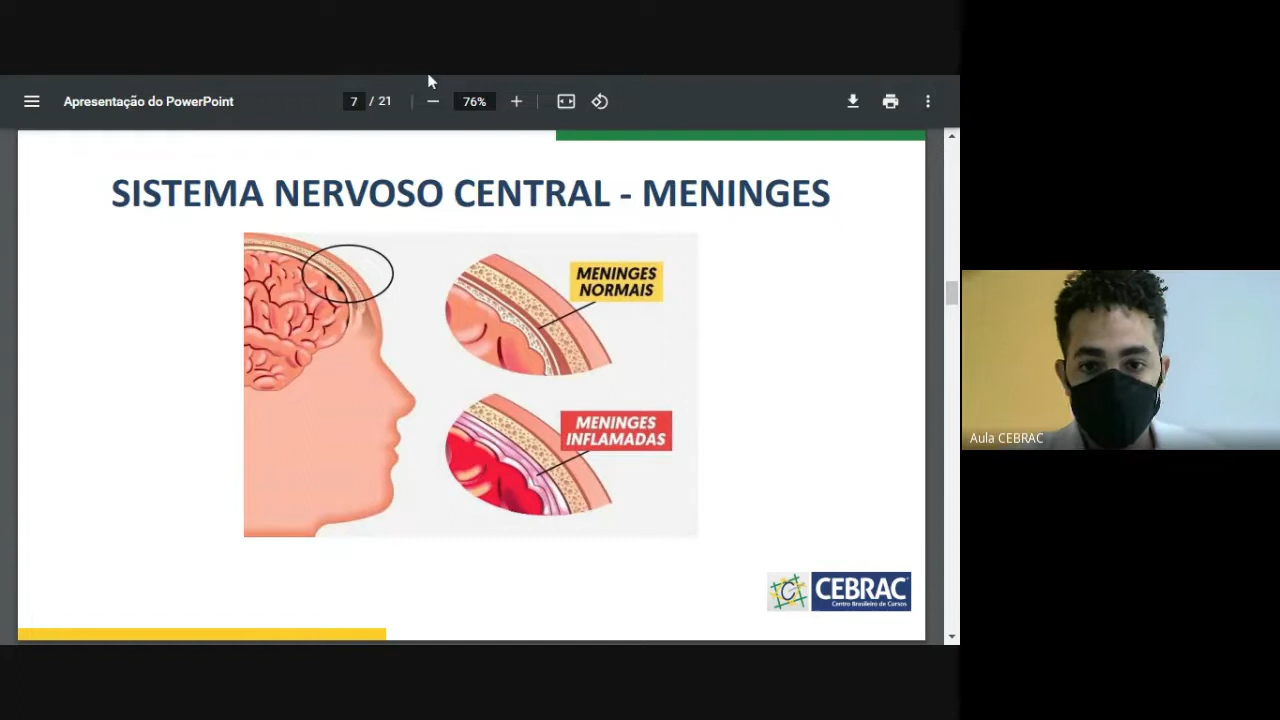 Apresentação do PowerPoint
7 / 21
76%
SISTEMA NERVOSO CENTRAL - MENINGES
MENINGES
NORMAIS
MENINGES
INFLAMADAS
Aula CEBRAC
C
CEBRAC
Centro Brasileiro de Cursos